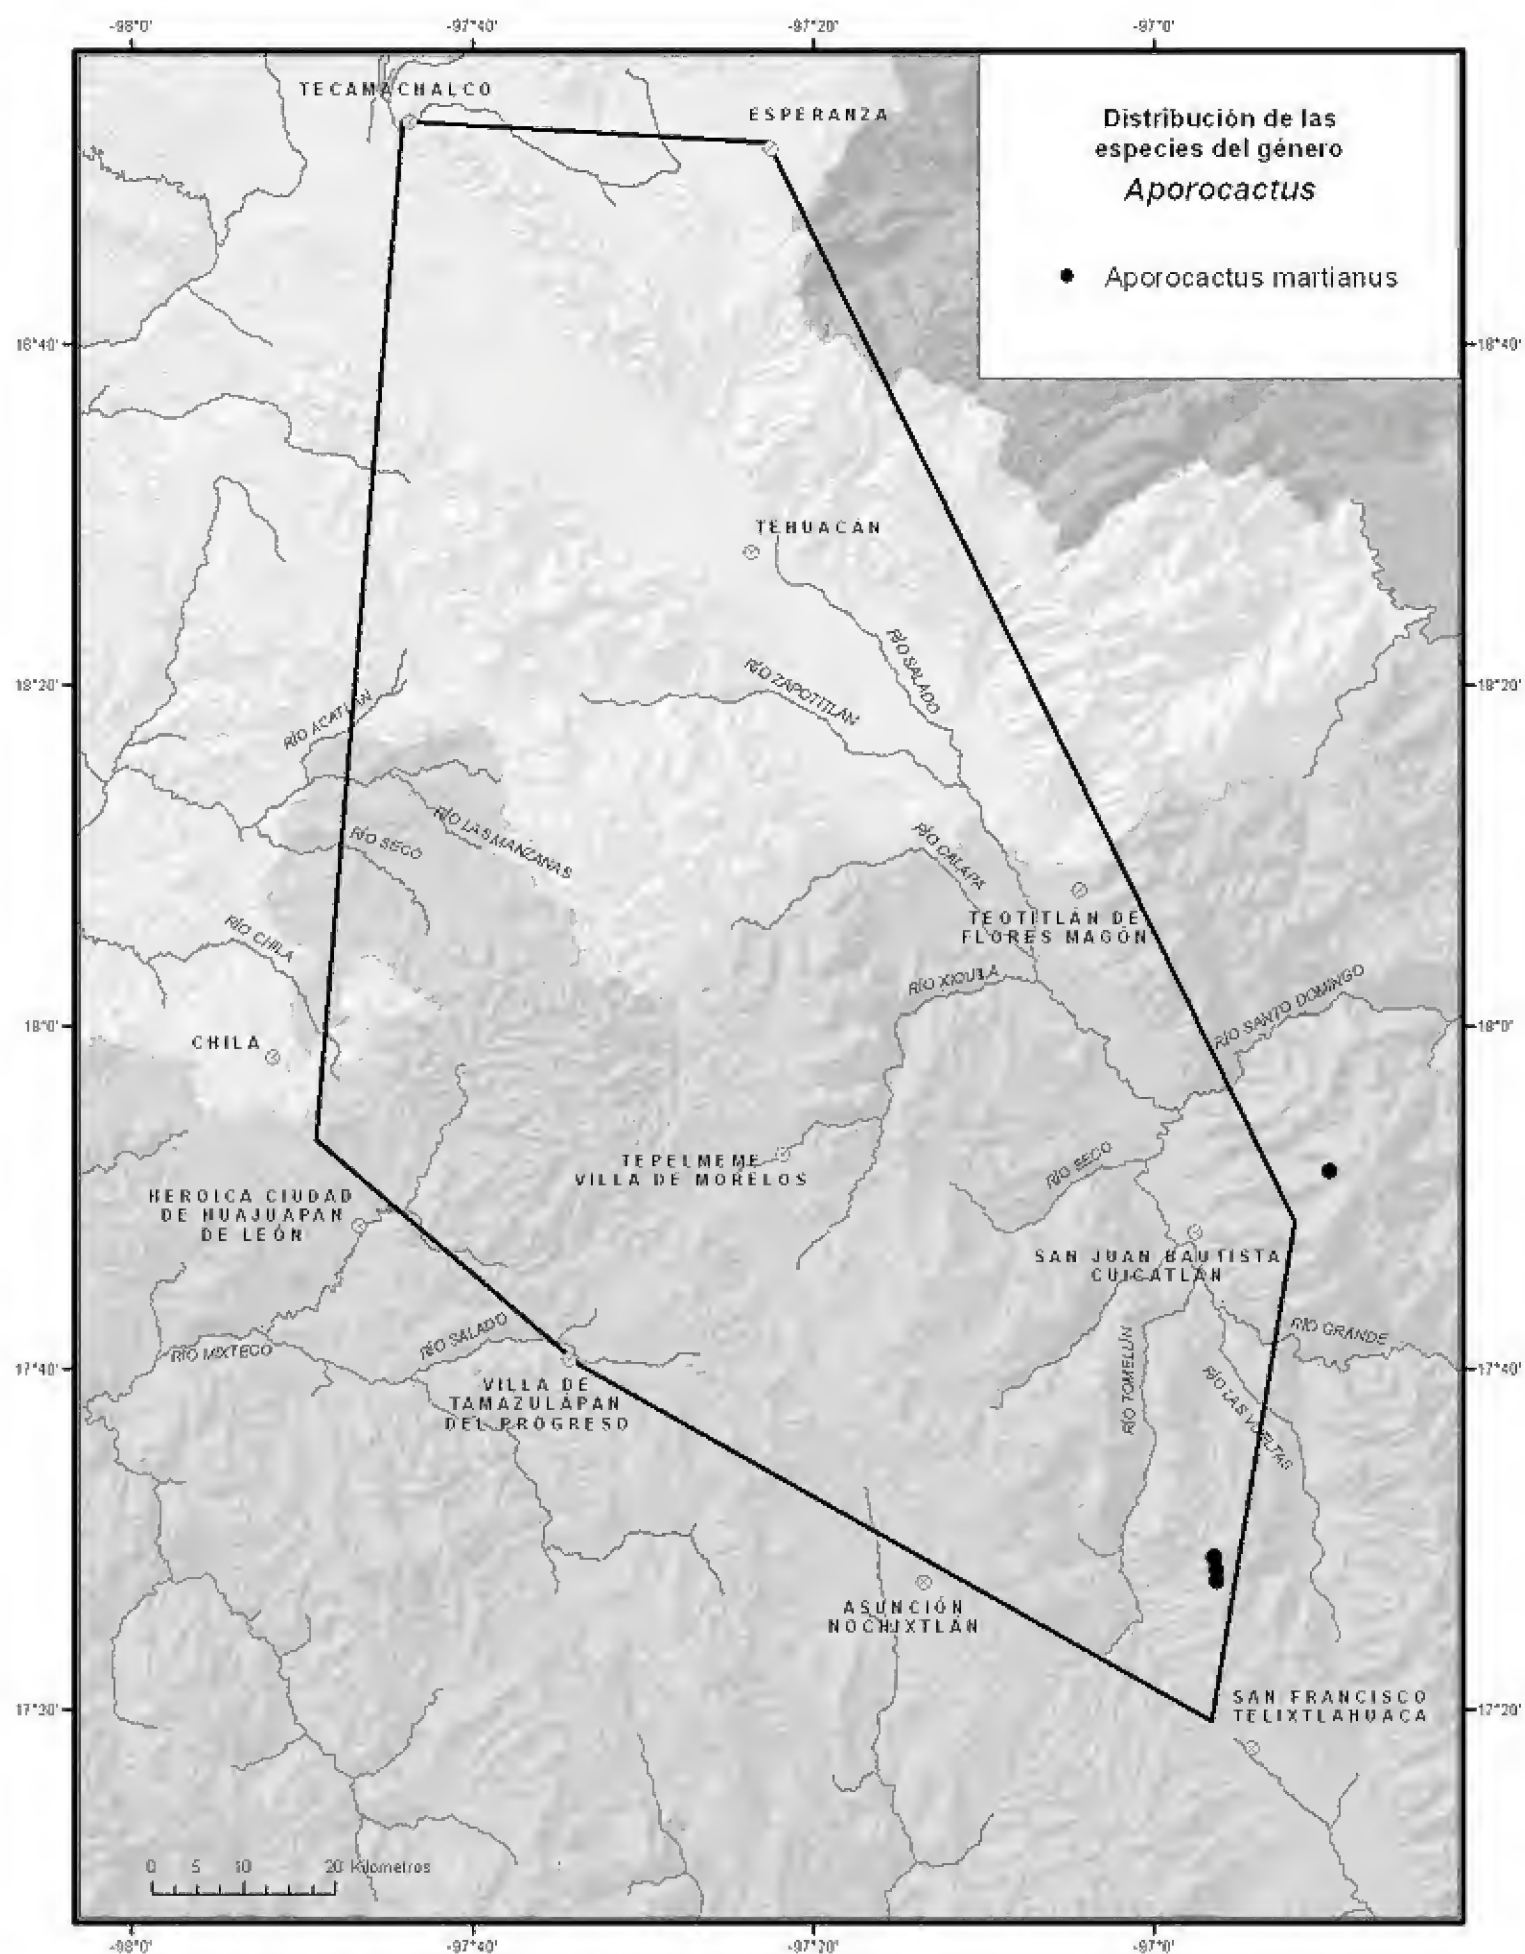 -98°0' -97°40' -97°20' -97°0'
TECAMACHALCO
ESPERANZA
Distribución de las
especies del género
Aporocactus
Aporocactus martianus
18°40' 18°40'
TEHUACÁN
RÍO SALADO
RÍO ZAPOTITLÁN
18°20' 18°20'
RÍO ACATLÁN
RÍO LAS MANZANAS
RÍO SECO
RÍO CALAPA
TEOTITLÁN DE
FLORES MAGÓN
RÍO CHILA
RÍO XIQUILA
RÍO SANTO DOMINGO
18°0' 18°0'
CHILA
TEPELMEME
VILLA DE MORELOS
RÍO SECO
HEROICA CIUDAD
DE HUAJUAPAN
DE LEÓN
SAN JUAN BAUTISTA
CUICATLÁN
RÍO GRANDE
RÍO MIXTECO
RÍO SALADO
RÍO TOMELLÍN
RÍO LAS VUELTAS
17°40' 17°40'
VILLA DE
TAMAZULÁPAN
DEL PROGRESO
ASUNCIÓN
NOCHIXTLÁN
SAN FRANCISCO
TELIXTLAHUACA
17°20' 17°20'
0 5 10 20 Kilometros
-98°0' -97°40' -97°20' -97°0'